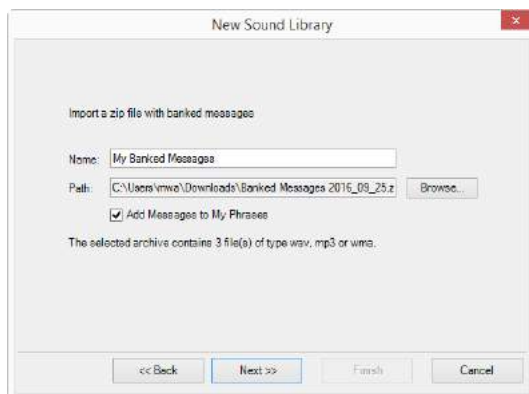 New Sound Library
x
Import a zip file with banked messages
Name: My Banked Messages
Path: C:\Users\mwa\Downloads\Banked Messages 2016_09_25.z Browse...
Add Messages to My Phrases
The selected archive contains 3 file(s) of type wav, mp3 or wma.
<< Back Next >> Finish Cancel